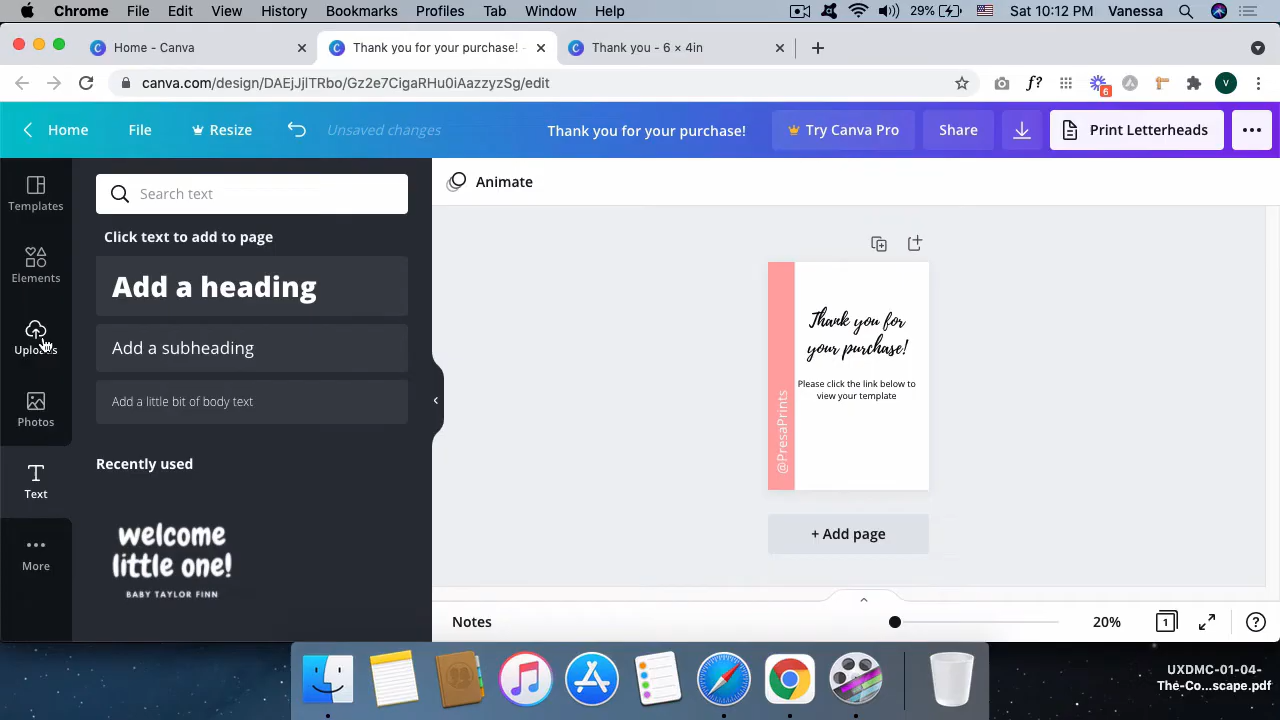 Chrome File Edit View History Bookmarks Profiles Tab Window Help 29% Sat 10:12 PM Vanessa
Home - Canva Thank you for your purchase! - Thank you - 6 × 4in
canva.com/design/DAEjJjlTRbo/Gz2e7CigaRHu0iAazzyzSg/edit f? 6 V
Home File Resize Unsaved changes Thank you for your purchase! Try Canva Pro Share Print Letterheads
Templates
Elements
Uploads
Photos
Text
More
Search text
Click text to add to page
Add a heading
Add a subheading
Add a little bit of body text
Recently used
welcome
little one!
BABY TAYLOR FINN
Animate
@PresaPrints
Thank you for
your purchase!
Please click the link below to
view your template
+ Add page
Notes 20% 1 ?
UXDMC-01-04-
The-Co...scape.pdf